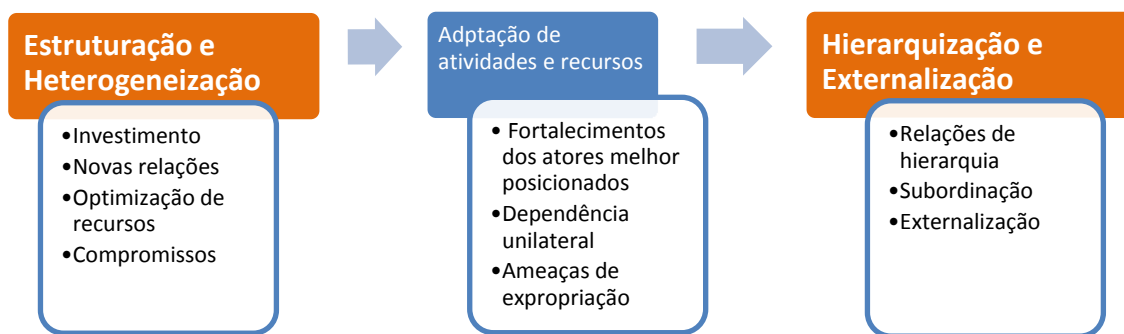 Estruturação e
Heterogeneização
•Investimento
•Novas relações
•Optimização de
recursos
•Compromissos
Adptação de
atividades e recursos
• Fortalecimentos
dos atores melhor
posicionados
•Dependência
unilateral
•Ameaças de
expropriação
Hierarquização e
Externalização
•Relações de
hierarquia
•Subordinação
•Externalização